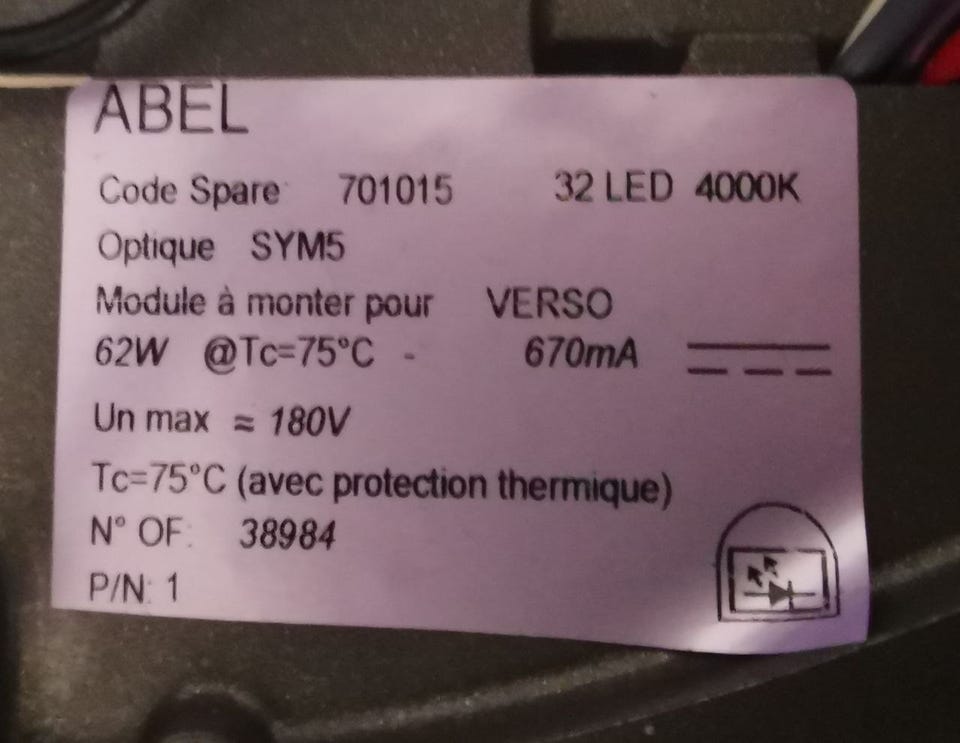 ABEL
Code Spare 701015 32 LED 4000K
Optique SYM5
Module à monter pour VERSO
62W @Tc=75°C - 670mA
Un max ≈ 180V
Tc=75°C (avec protection thermique)
N° OF: 38984
P/N: 1